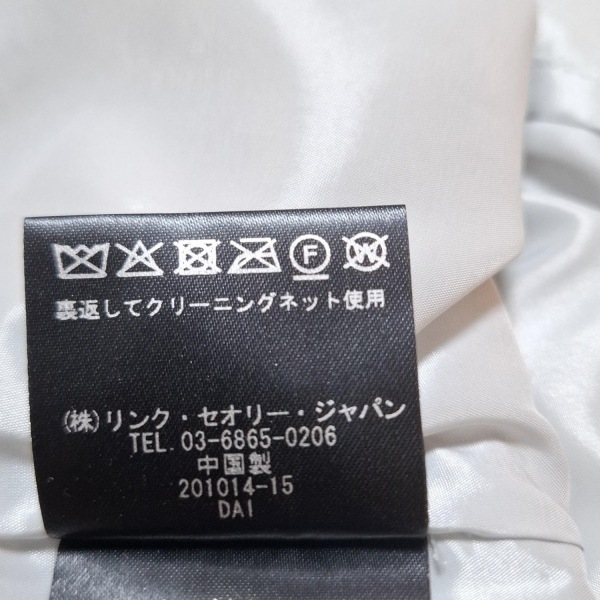 F W
裏返してクリーニングネット使用
(株)リンク・セオリー・ジャパン
TEL.03-6865-0206
中国製
201014-15
DAI